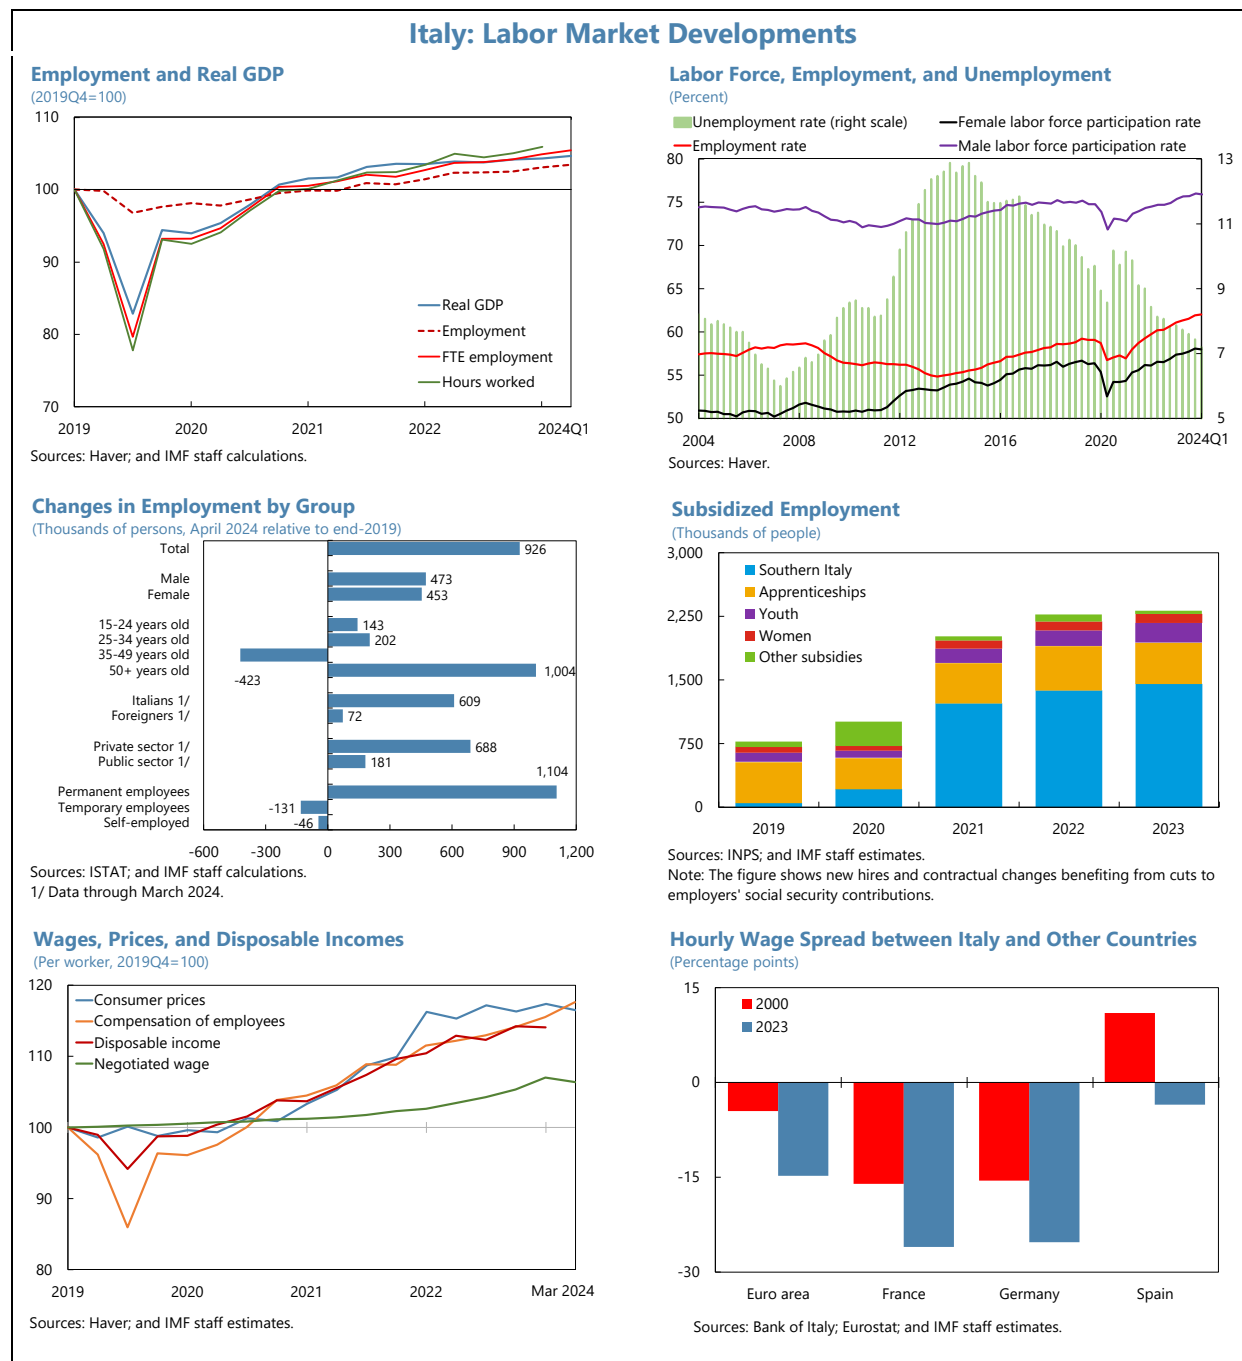 Italy: Labor Market Developments
Employment and Real GDP
(2019Q4=100)
110
100
90
80
70
Real GDP
Employment
FTE employment
Hours worked
2019
2020
2021
2022
2024Q1
Sources: Haver; and IMF staff calculations.
Labor Force, Employment, and Unemployment
(Percent)
Unemployment rate (right scale)
Female labor force participation rate
Employment rate
Male labor force participation rate
80
75
70
65
60
55
50
13
11
9
7
5
2004
2008
2012
2016
2020
2024Q1
Sources: Haver.
Changes in Employment by Group
(Thousands of persons, April 2024 relative to end-2019)
Total
926
Male
473
Female
453
15-24 years old
143
25-34 years old
202
35-49 years old
-423
50+ years old
1,004
Italians 1/
609
Foreigners 1/
72
Private sector 1/
688
Public sector 1/
181
1,104
Permanent employees
Temporary employees
-131
Self-employed
-46
-600
-300
0
300
600
900
1,200
Sources: ISTAT; and IMF staff calculations.
1/ Data through March 2024.
Subsidized Employment
(Thousands of people)
3,000
2,250
1,500
750
0
Southern Italy
Apprenticeships
Youth
Women
Other subsidies
2019
2020
2021
2022
2023
Sources: INPS; and IMF staff estimates.
Note: The figure shows new hires and contractual changes benefiting from cuts to
employers' social security contributions.
Wages, Prices, and Disposable Incomes
(Per worker, 2019Q4=100)
120
110
100
90
80
Consumer prices
Compensation of employees
Disposable income
Negotiated wage
2019
2020
2021
2022
Mar 2024
Sources: Haver; and IMF staff estimates.
Hourly Wage Spread between Italy and Other Countries
(Percentage points)
15
0
-15
-30
2000
2023
Euro area
France
Germany
Spain
Sources: Bank of Italy; Eurostat; and IMF staff estimates.